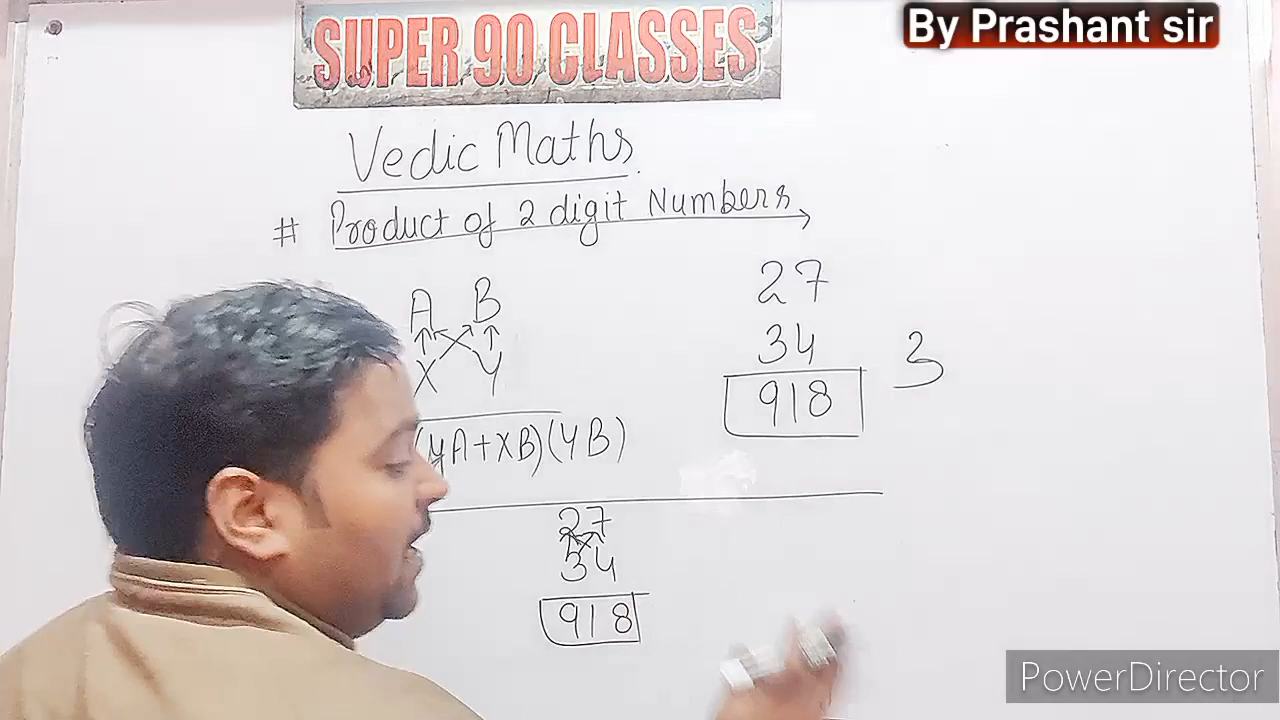 SUPER 90 CLASSES
By Prashant sir
Vedic Maths
# Product of 2 digit Numbers
A B
X Y
(YA+XB)(YB)
27
34
918
3
27
34
918
PowerDirector